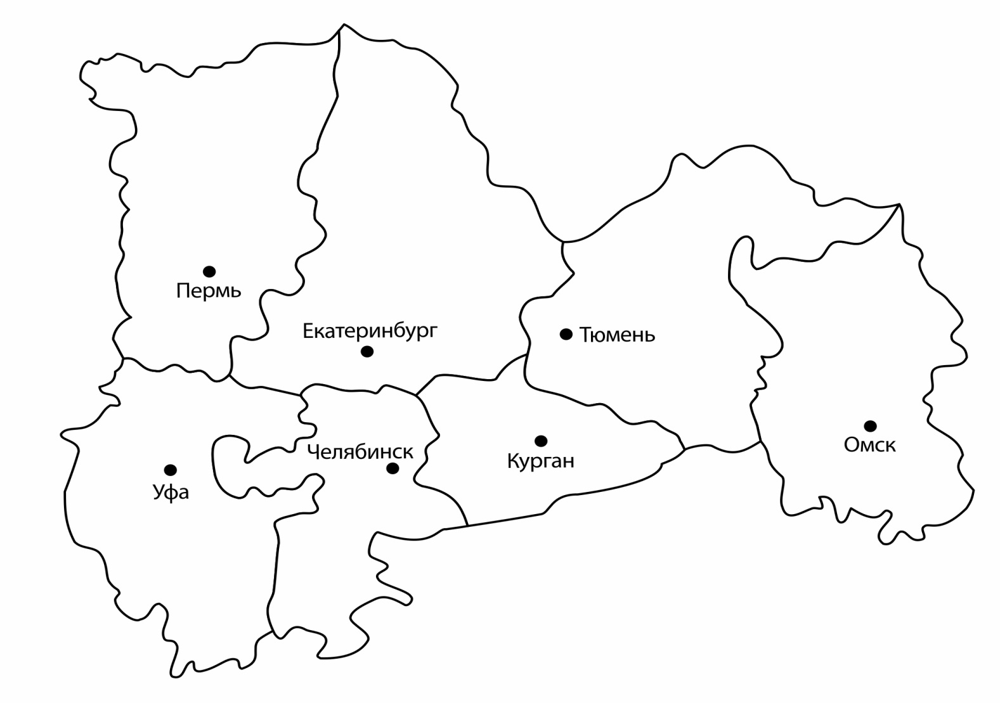 Пермь
Екатеринбург
Тюмень
Омск
Челябинск
Курган
Уфа